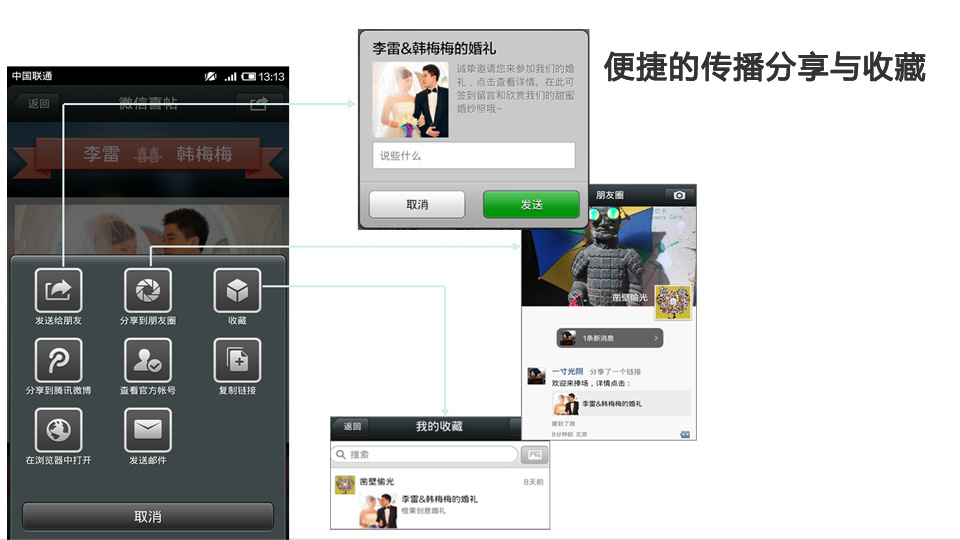 便捷的传播分享与收藏
中国联通
13:13
返回
微信喜帖
李雷 囍 韩梅梅
发送给朋友
分享到朋友圈
收藏
分享到腾讯微博
查看官方帐号
复制链接
在浏览器中打开
发送邮件
取消
李雷&韩梅梅的婚礼
诚挚邀请您来参加我们的婚
礼，点击查看详情。在此可
签到留言和欣赏我们的甜蜜
婚纱照哦~
说些什么
取消
发送
朋友圈
凿壁偷光
1条新消息
一寸光阴 分享了一个链接
欢迎来捧场，详情点击：
李雷&韩梅梅的婚礼
提到了我
8分钟前 北京
返回
我的收藏
搜索
凿壁偷光
8天前
李雷&韩梅梅的婚礼
橙果创意婚礼